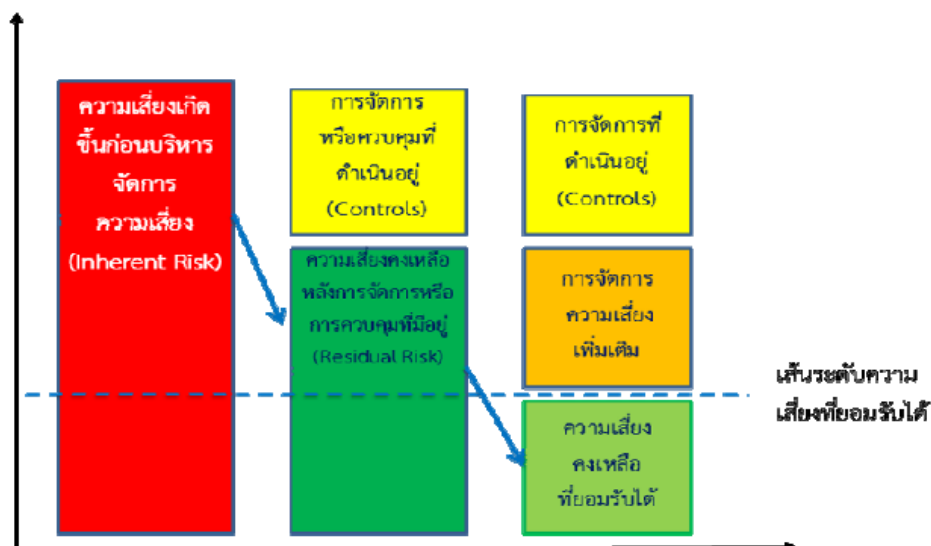 ความเสี่ยงเกิด
ขึ้นก่อนบริหาร
จัดการ
ความเสี่ยง
(Inherent Risk)
การจัดการ
หรือควบคุมที่
ดำเนินอยู่
(Controls)
ความเสี่ยงคงเหลือ
หลังการจัดการหรือ
การควบคุมที่มีอยู่
(Residual Risk)
การจัดการที่
ดำเนินอยู่
(Controls)
การจัดการ
ความเสี่ยง
เพิ่มเติม
ความเสี่ยง
คงเหลือ
ที่ยอมรับได้
เส้นระดับความ
เสี่ยงที่ยอมรับได้